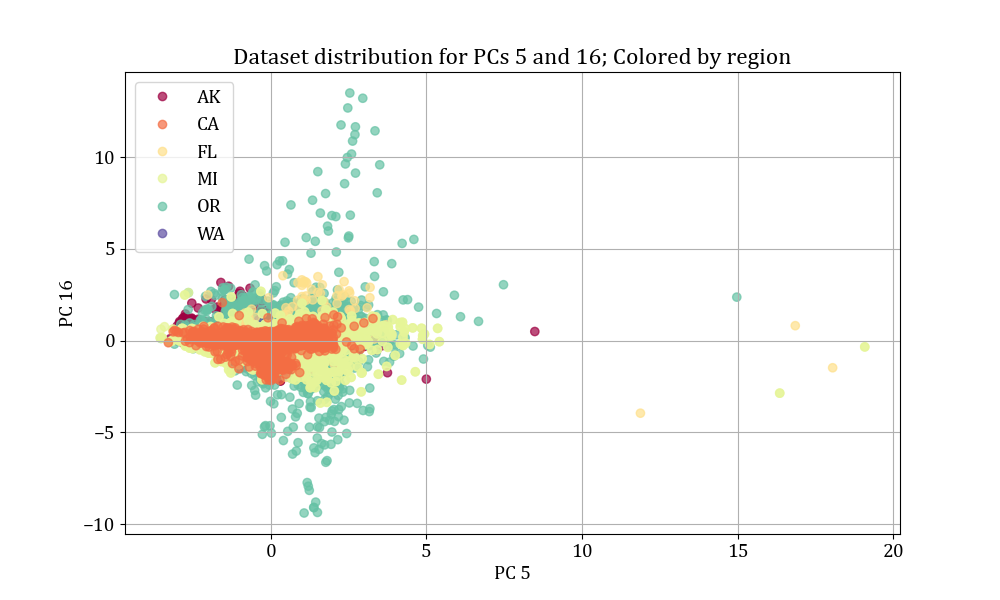 Dataset distribution for PCs 5 and 16; Colored by region
AK
CA
FL
MI
OR
WA
10
5
0
−5
−10
PC 16
0
5
10
15
20
PC 5